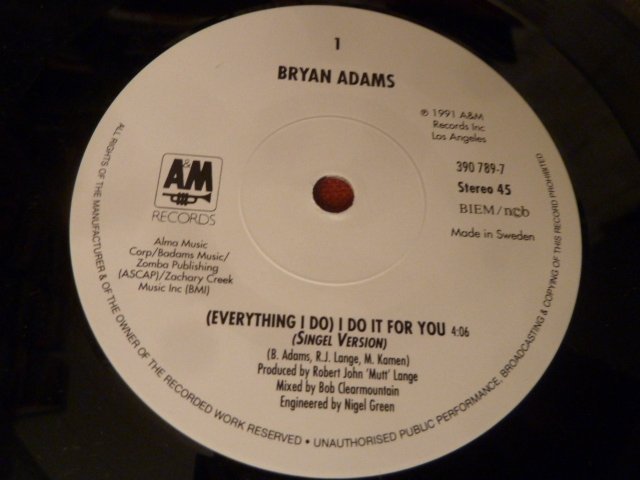 1
BRYAN ADAMS
℗ 1991 A&M
Records Inc
Los Angeles
390 789-7
Stereo 45
BIEM/ncb
Made in Sweden
A&M
RECORDS
Alma Music
Corp/Badams Music/
Zomba Publishing
(ASCAP)/Zachary Creek
Music Inc (BMI)
(EVERYTHING I DO) I DO IT FOR YOU 4:06
(SINGEL VERSION)
(B. Adams, R.J. Lange, M. Kamen)
Produced by Robert John 'Mutt' Lange
Mixed by Bob Clearmountain
Engineered by Nigel Green
ALL RIGHTS OF THE MANUFACTURER & OF THE OWNER OF THE RECORDED WORK RESERVED • UNAUTHORISED PUBLIC PERFORMANCE, BROADCASTING & COPYING OF THIS RECORD PROHIBITED